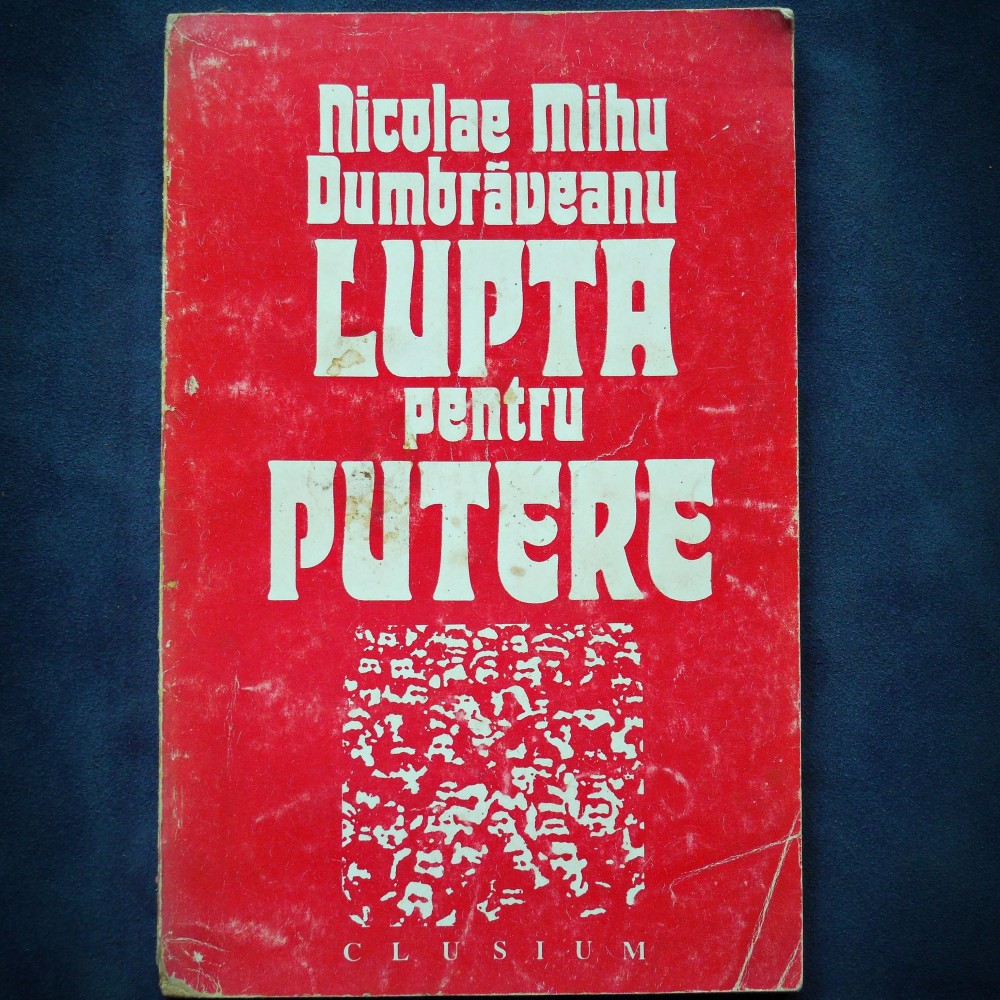 Nicolae Mihu
Dumbrăveanu
LUPTA
pentru
PUTERE
CLUSIUM